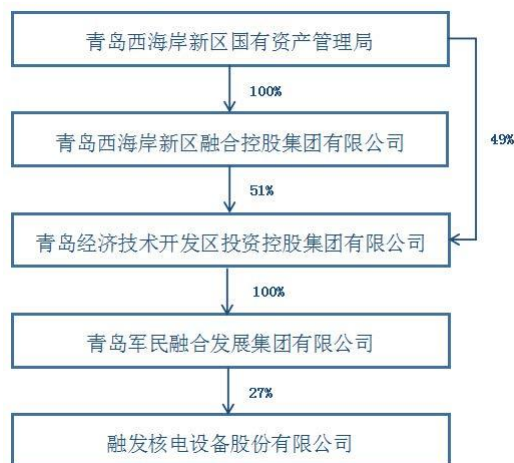 青岛西海岸新区国有资产管理局
100%
青岛西海岸新区融合控股集团有限公司
49%
51%
青岛经济技术开发区投资控股集团有限公司
100%
青岛军民融合发展集团有限公司
27%
融发核电设备股份有限公司